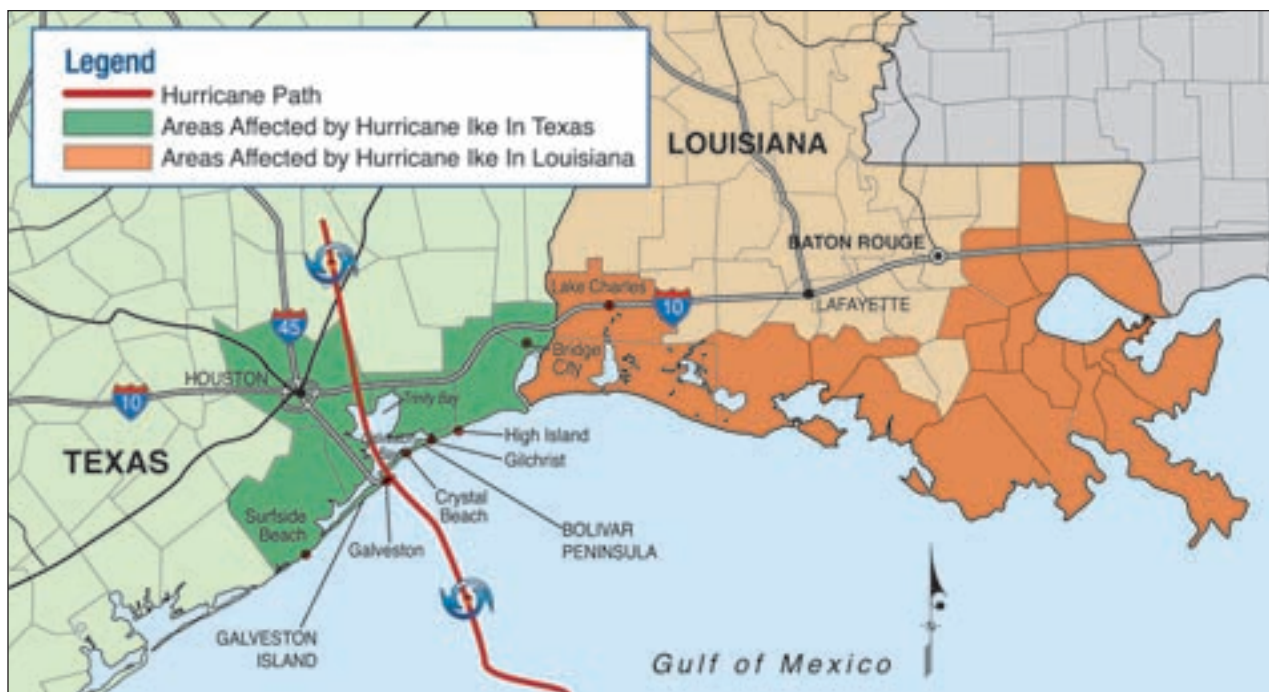 Legend
Hurricane Path
Areas Affected by Hurricane Ike In Texas
Areas Affected by Hurricane Ike In Louisiana
LOUISIANA
BATON ROUGE
Lake Charles
10
LAFAYETTE
45
Bridge
City
HOUSTON
10
Trinity Bay
High Island
Gilchrist
TEXAS
Crystal
Beach
Surfside
Beach
BOLIVAR
PENINSULA
Galveston
GALVESTON
ISLAND
Gulf of Mexico